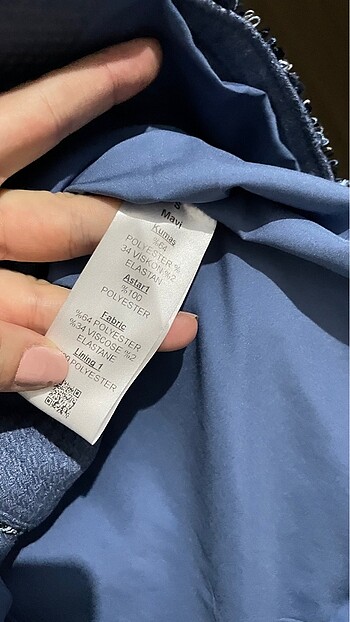 S
Mavi
Kumaş
%64
POLYESTER %
34 VİSKON %2
ELASTAN
Astar1
%100
POLYESTER
Fabric
%64 POLYESTER
%34 VISCOSE %2
ELASTANE
Lining 1
POLYESTER